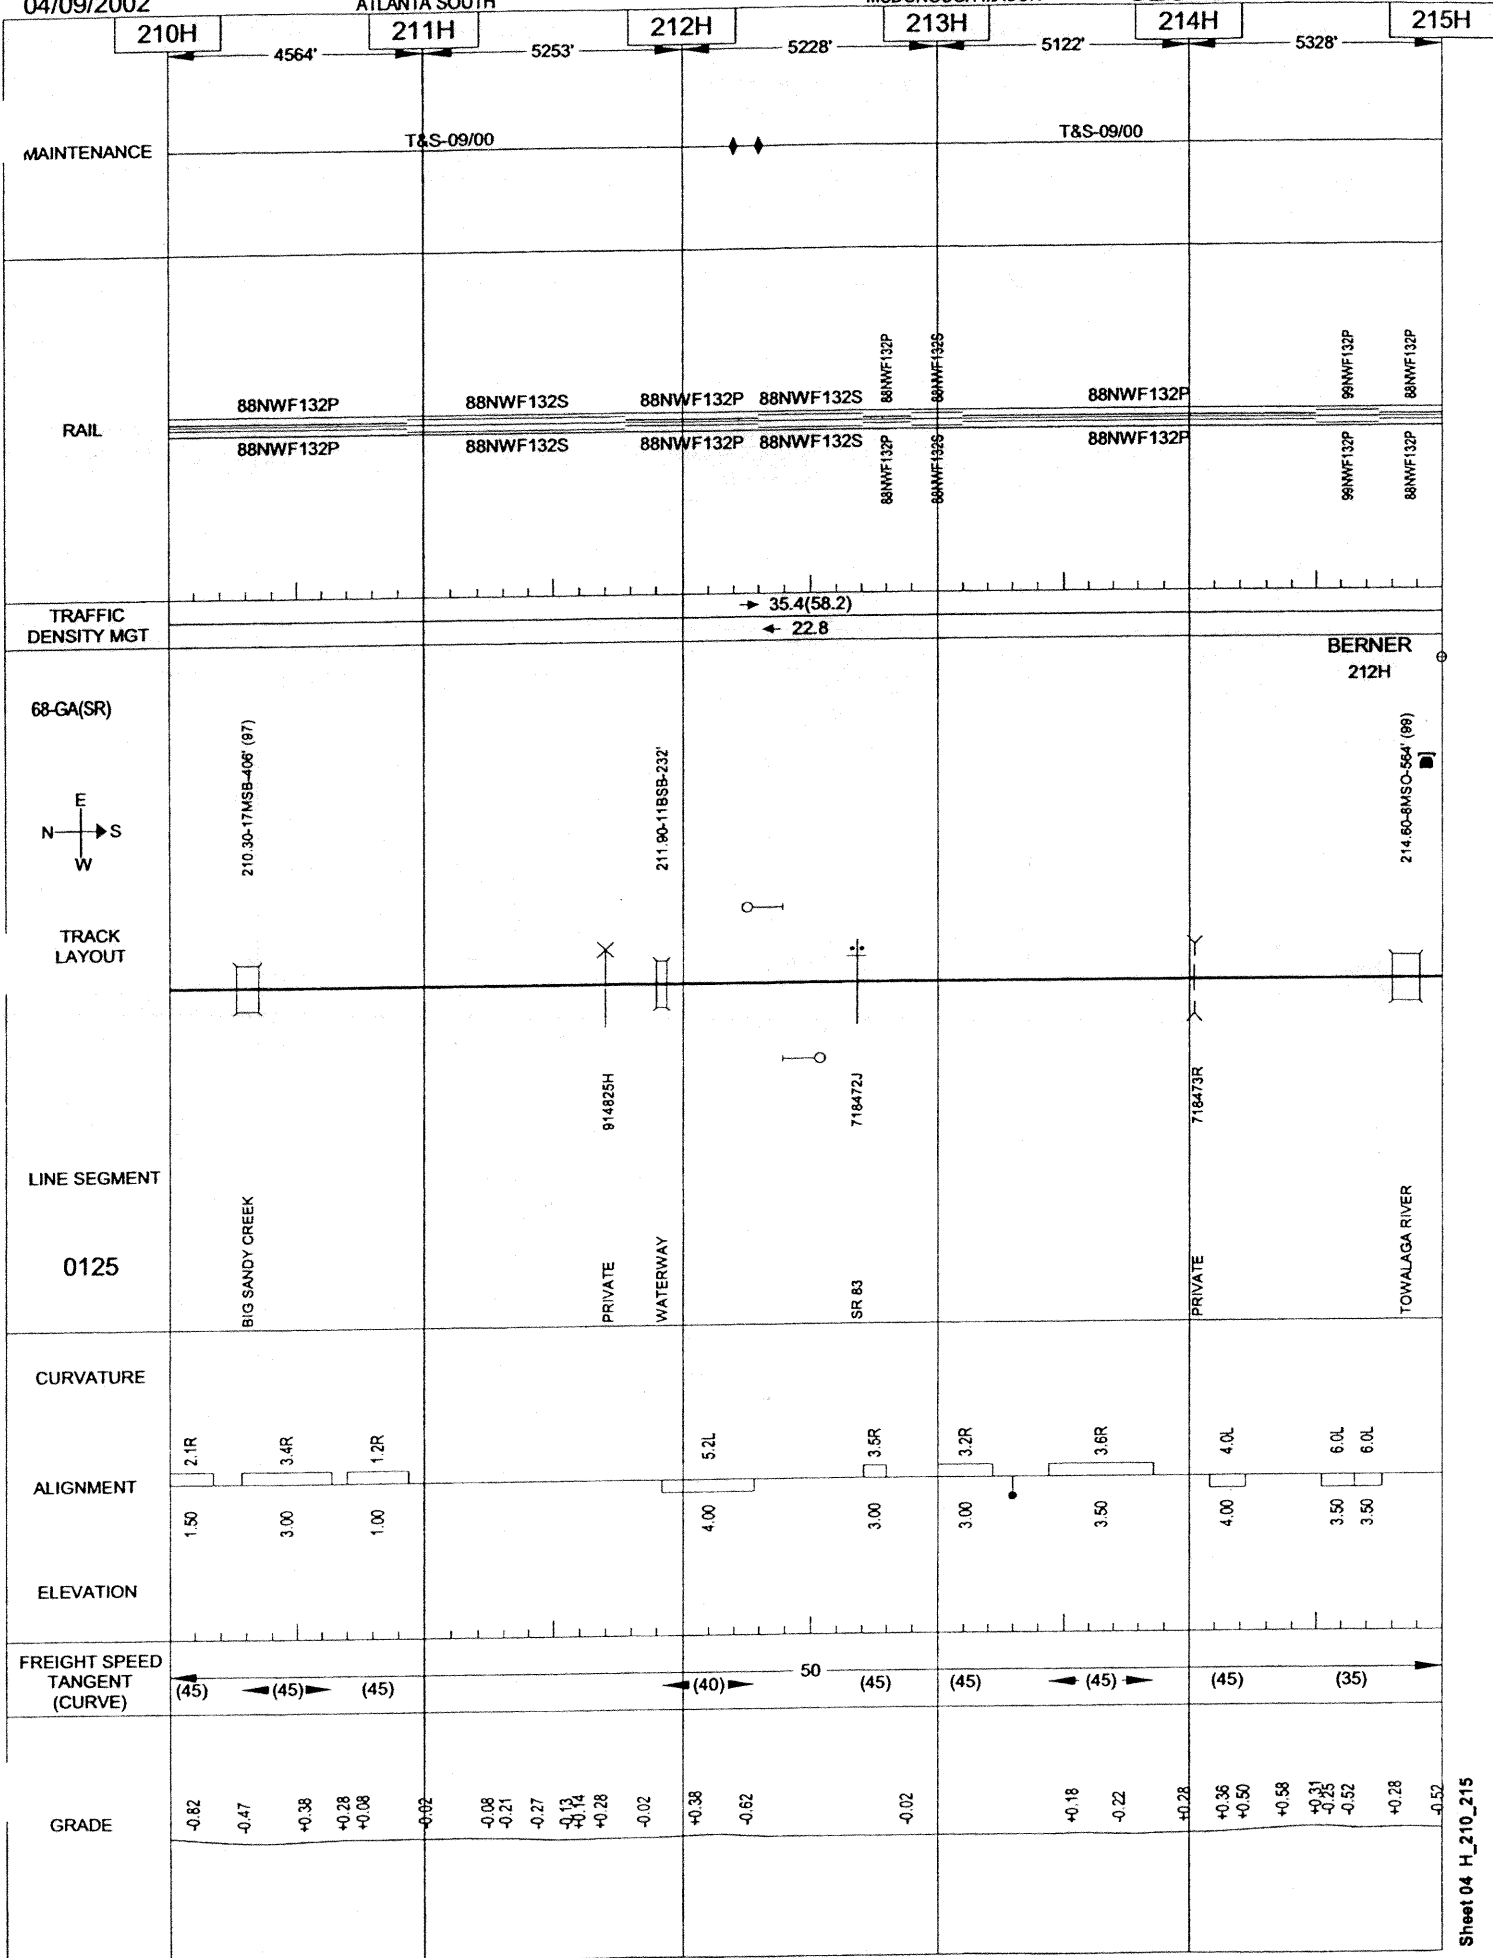 04/09/2002
ATLANTA SOUTH
210H 211H 212H 213H 214H 215H
4564' 5253' 5228' 5122' 5328'
MAINTENANCE
T&S-09/00 T&S-09/00
RAIL
88NWF132P 88NWF132S 88NWF132P 88NWF132S 88NWF132P 88NWF132S 88NWF132P 99NWF132P 88NWF132P
88NWF132P 88NWF132S 88NWF132P 88NWF132S 88NWF132P 88NWF132S 88NWF132P 99NWF132P 88NWF132P
TRAFFIC
DENSITY MGT
→ 35.4(58.2)
← 22.8
BERNER
212H
68-GA(SR)
E
N S
W
210.30-17MSB-406' (97)
211.90-11BSB-232'
214.60-8MSO-564' (99)
TRACK
LAYOUT
914825H
718472J
718473R
LINE SEGMENT
0125
BIG SANDY CREEK
PRIVATE
WATERWAY
SR 83
PRIVATE
TOWALAGA RIVER
CURVATURE
2.1R 3.4R 1.2R 5.2L 3.5R 3.2R 3.6R 4.0L 6.0L 6.0L
ALIGNMENT
1.50 3.00 1.00 4.00 3.00 3.00 3.50 4.00 3.50 3.50
ELEVATION
FREIGHT SPEED
TANGENT
(CURVE)
50
(45) (45) (45) (40) (45) (45) (45) (45) (35)
GRADE
-0.82 -0.47 +0.38 +0.28 +0.08 -0.02 -0.08 -0.21 -0.27 -0.13 +0.14 +0.28 -0.02 +0.38 -0.62 -0.02 +0.18 -0.22 +0.28 +0.36 +0.50 +0.58 +0.31 -0.25 -0.52 +0.28 -0.52
Sheet 04 H_210_215